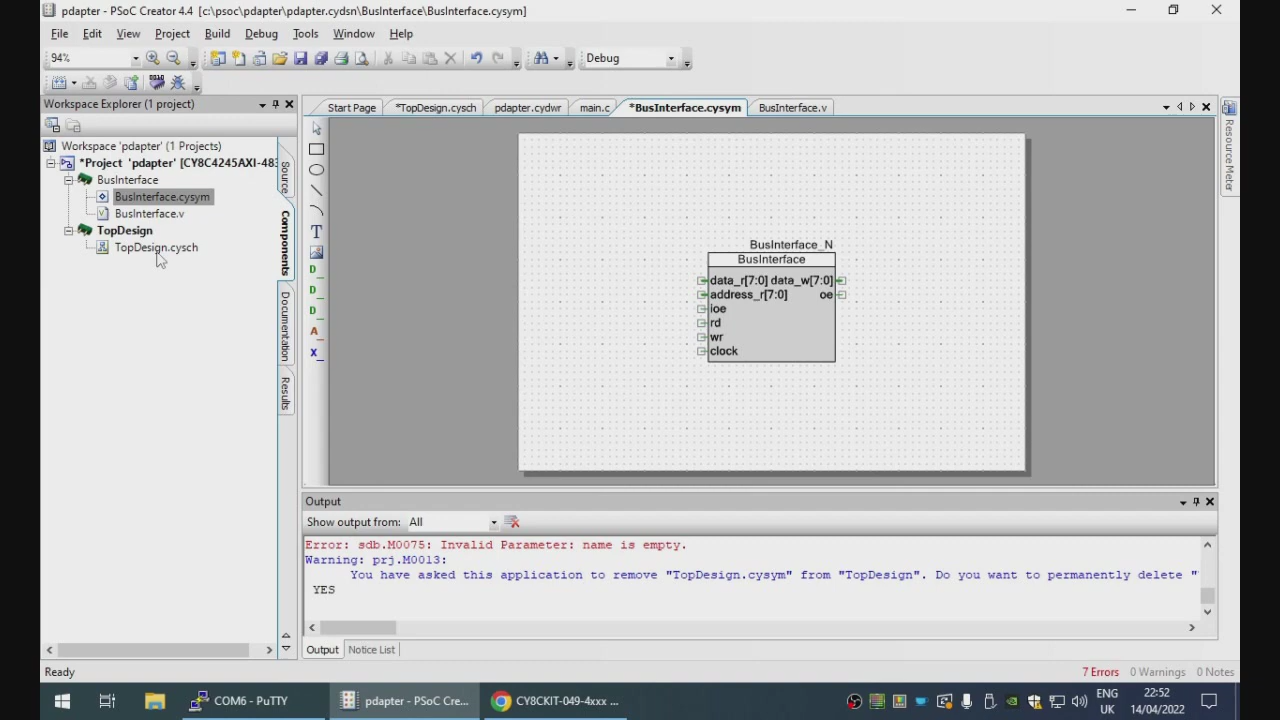 pdapter - PSoC Creator 4.4 [c:\psoc\pdapter\pdapter.cydsn\BusInterface\BusInterface.cysym]
File Edit View Project Build Debug Tools Window Help
94% Debug
Workspace Explorer (1 project)
Start Page *TopDesign.cysch pdapter.cydwr main.c *BusInterface.cysym BusInterface.v
Workspace 'pdapter' (1 Projects)
*Project 'pdapter' [CY8C4245AXI-483
BusInterface
BusInterface.cysym
BusInterface.v
TopDesign
TopDesign.cysch
Source
Components
Documentation
Results
T
D
D
D
A
X
BusInterface_N
BusInterface
data_r[7:0] data_w[7:0]
address_r[7:0] oe
ioe
rd
wr
clock
Resource Meter
Output
Show output from: All
Error: sdb.M0075: Invalid Parameter: name is empty.
Warning: prj.M0013:
You have asked this application to remove "TopDesign.cysym" from "TopDesign". Do you want to permanently delete "
YES
Output Notice List
Ready 7 Errors 0 Warnings 0 Notes
COM6 - PuTTY pdapter - PSoC Cre... CY8CKIT-049-4xxx ...
ENG 22:52
UK 14/04/2022